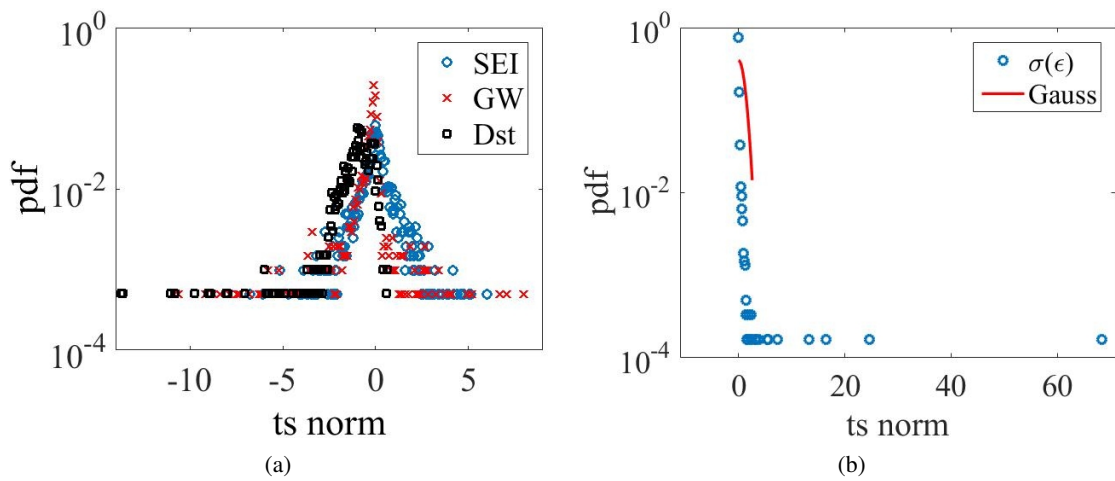 10^0
10^-2
10^-4
pdf
-10
-5
0
5
ts norm
SEI
GW
Dst
(a)
10^0
10^-2
10^-4
pdf
0
20
40
60
ts norm
σ(ϵ)
Gauss
(b)